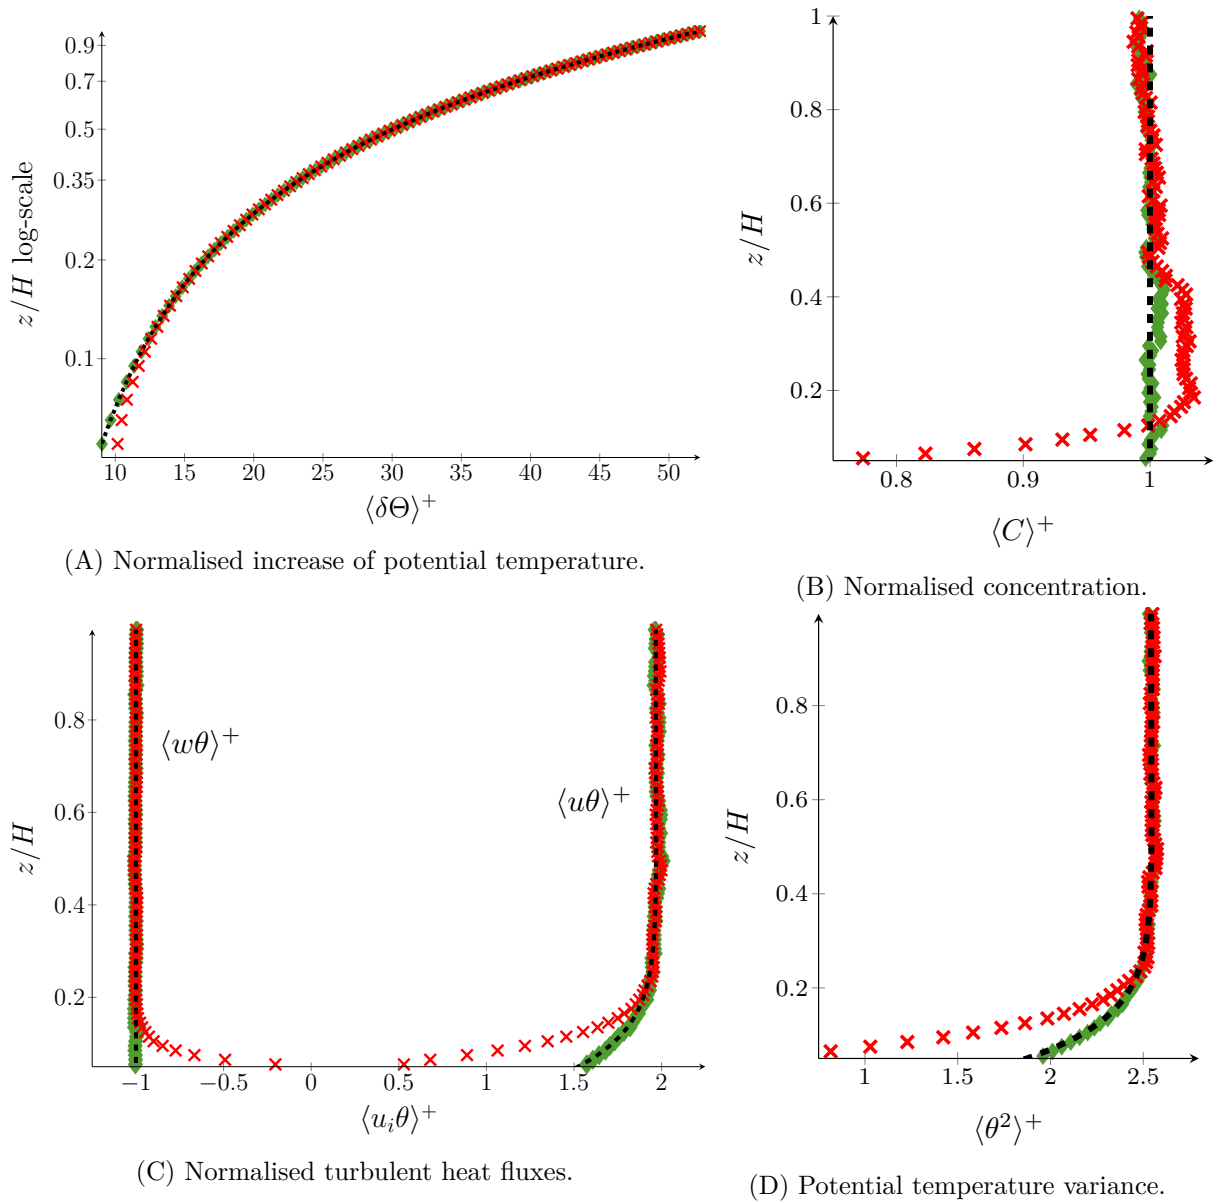 0.9
0.7
0.5
0.35
0.2
0.1
z/H log-scale
10 15 20 25 30 35 40 45 50
⟨δΘ⟩⁺
(A) Normalised increase of potential temperature.
1
0.8
0.6
0.4
0.2
z/H
0.8 0.9 1
⟨C⟩⁺
(B) Normalised concentration.
0.8
0.6
0.4
0.2
z/H
⟨wθ⟩⁺
⟨uθ⟩⁺
−1 −0.5 0 0.5 1 1.5 2
⟨uᵢθ⟩⁺
(C) Normalised turbulent heat fluxes.
0.8
0.6
0.4
0.2
z/H
1 1.5 2 2.5
⟨θ²⟩⁺
(D) Potential temperature variance.